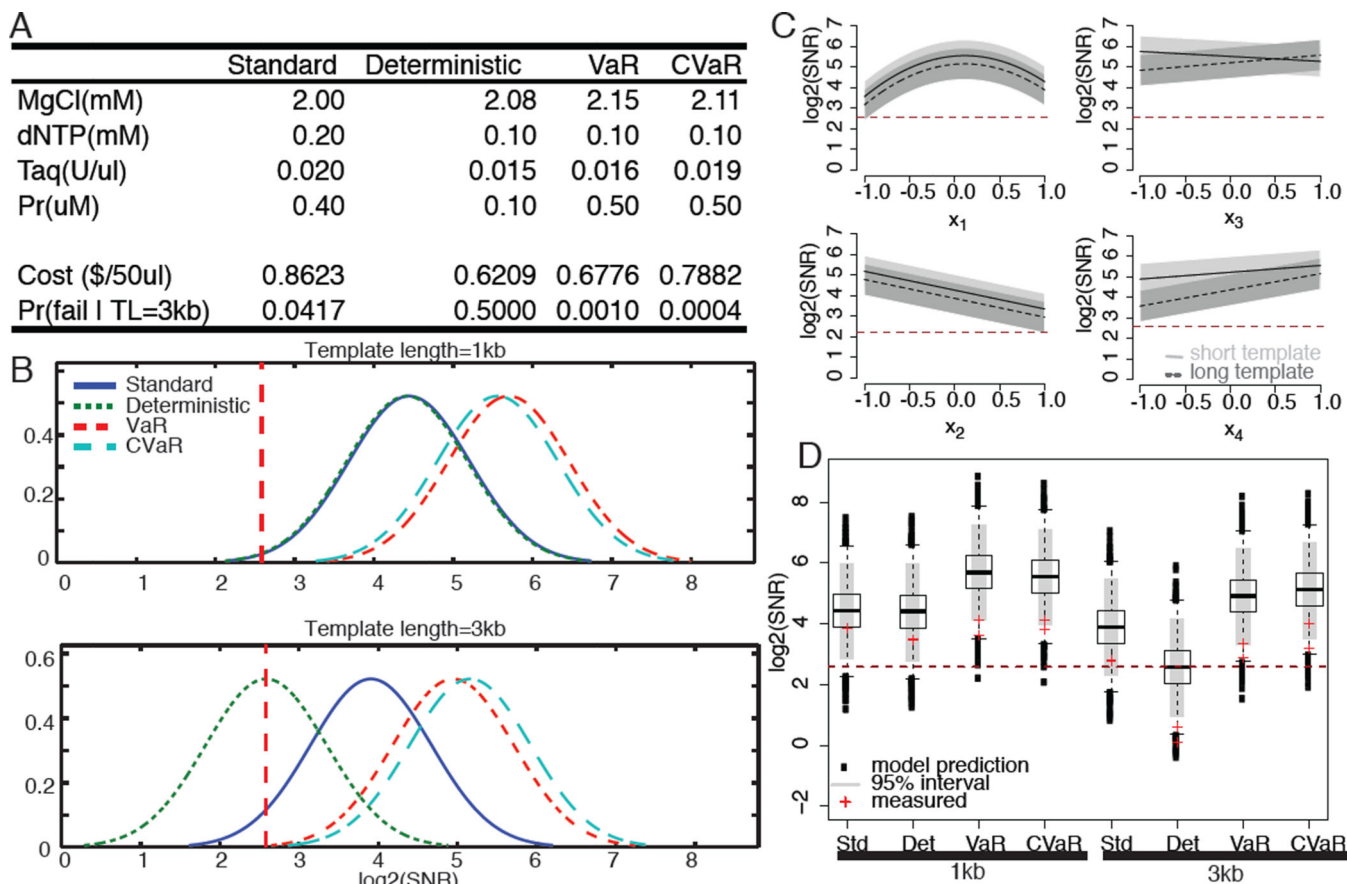 A
Standard Deterministic VaR CVaR
MgCl(mM) 2.00 2.08 2.15 2.11
dNTP(mM) 0.20 0.10 0.10 0.10
Taq(U/ul) 0.020 0.015 0.016 0.019
Pr(uM) 0.40 0.10 0.50 0.50
Cost ($/50ul) 0.8623 0.6209 0.6776 0.7882
Pr(fail | TL=3kb) 0.0417 0.5000 0.0010 0.0004
B
Template length=1kb
Standard
Deterministic
VaR
CVaR
0.4
0.2
0
0 1 2 3 4 5 6 7 8
Template length=3kb
0.6
0.4
0.2
0
0 1 2 3 4 5 6 7 8
log2(SNR)
C
log2(SNR)
0 1 2 3 4 5 6 7
-1.0 -0.5 0.0 0.5 1.0
x1
log2(SNR)
0 1 2 3 4 5 6 7
-1.0 -0.5 0.0 0.5 1.0
x3
log2(SNR)
0 1 2 3 4 5 6 7
-1.0 -0.5 0.0 0.5 1.0
x2
log2(SNR)
0 1 2 3 4 5 6 7
short template
long template
-1.0 -0.5 0.0 0.5 1.0
x4
D
log2(SNR)
8
6
4
2
0
-2
model prediction
95% interval
measured
Std Det VaR CVaR Std Det VaR CVaR
1kb 3kb